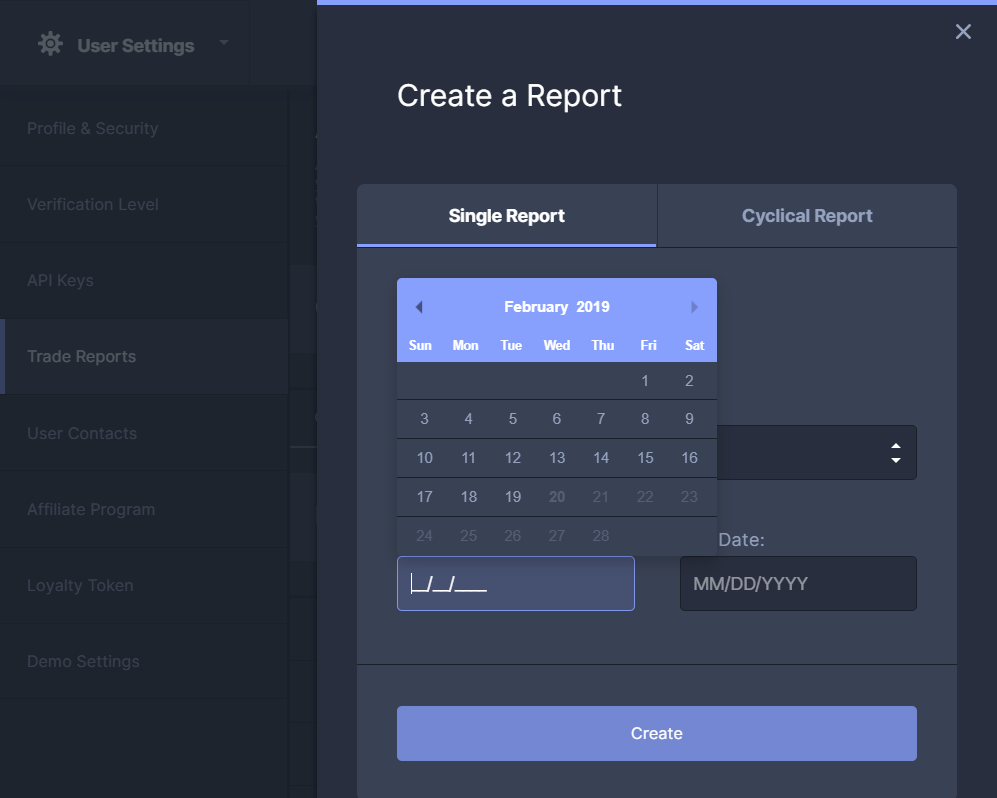 User Settings
Profile & Security
Verification Level
API Keys
Trade Reports
User Contacts
Affiliate Program
Loyalty Token
Demo Settings
Create a Report
Single Report Cyclical Report
February 2019
Sun Mon Tue Wed Thu Fri Sat
1 2
3 4 5 6 7 8 9
10 11 12 13 14 15 16
17 18 19 20 21 22 23
24 25 26 27 28
Date:
__/__/____ MM/DD/YYYY
Create